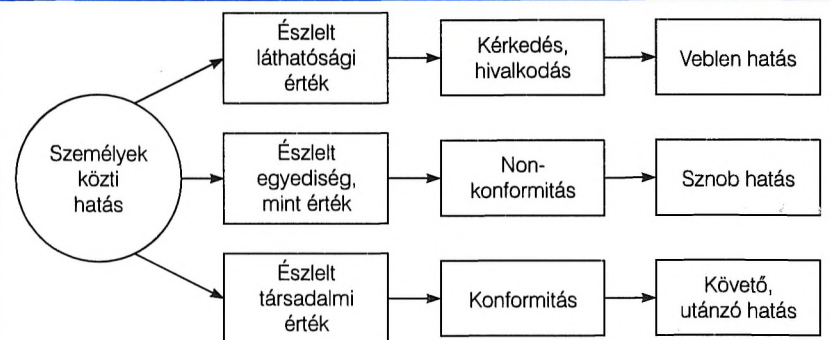 Észlelt
láthatósági
érték
Kérkedés,
hivalkodás
Veblen hatás
Személyek
közti
hatás
Észlelt
egyediség,
mint érték
Non-
konformitás
Sznob hatás
Észlelt
társadalmi
érték
Konformitás
Követő,
utánzó hatás